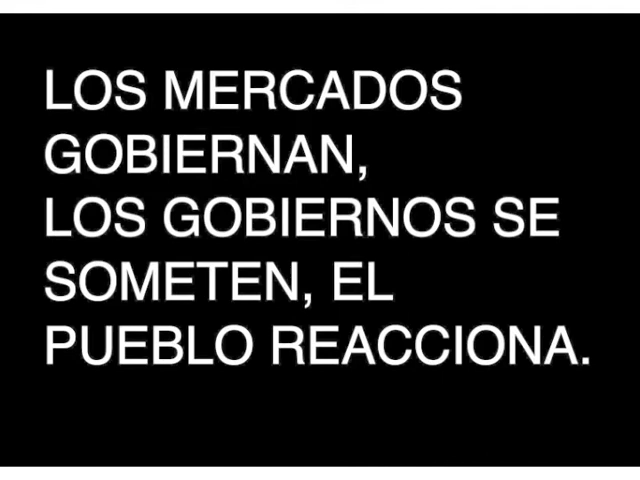 LOS MERCADOS
GOBIERNAN,
LOS GOBIERNOS SE
SOMETEN, EL
PUEBLO REACCIONA.